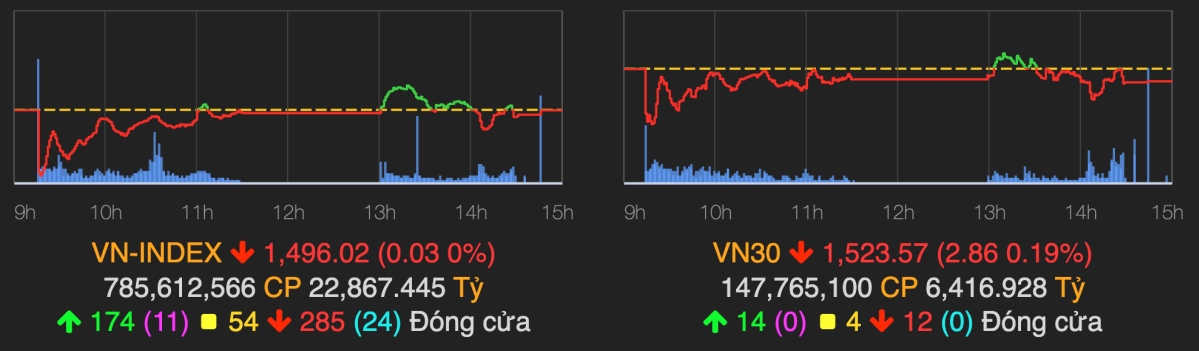 9h 10h 11h 12h 13h 14h 15h
VN-INDEX 1,496.02 (0.03 0%)
785,612,566 CP 22,867.445 Tỷ
174 (11) 54 285 (24) Đóng cửa
9h 10h 11h 12h 13h 14h 15h
VN30 1,523.57 (2.86 0.19%)
147,765,100 CP 6,416.928 Tỷ
14 (0) 4 12 (0) Đóng cửa